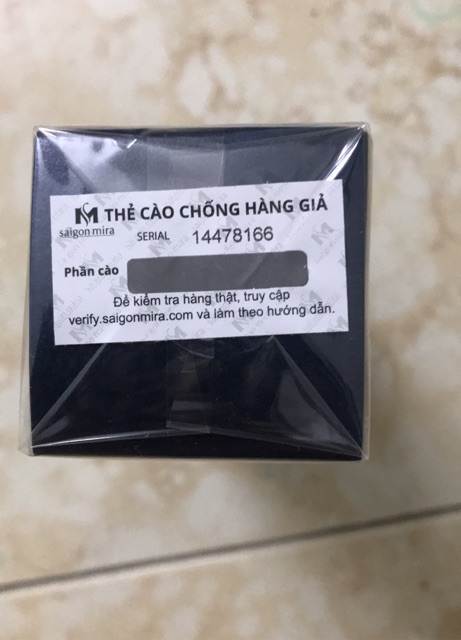 SM THẺ CÀO CHỐNG HÀNG GIẢ
saigon mira SERIAL 14478166
Phần cào
Để kiểm tra hàng thật, truy cập
verify.saigonmira.com và làm theo hướng dẫn.